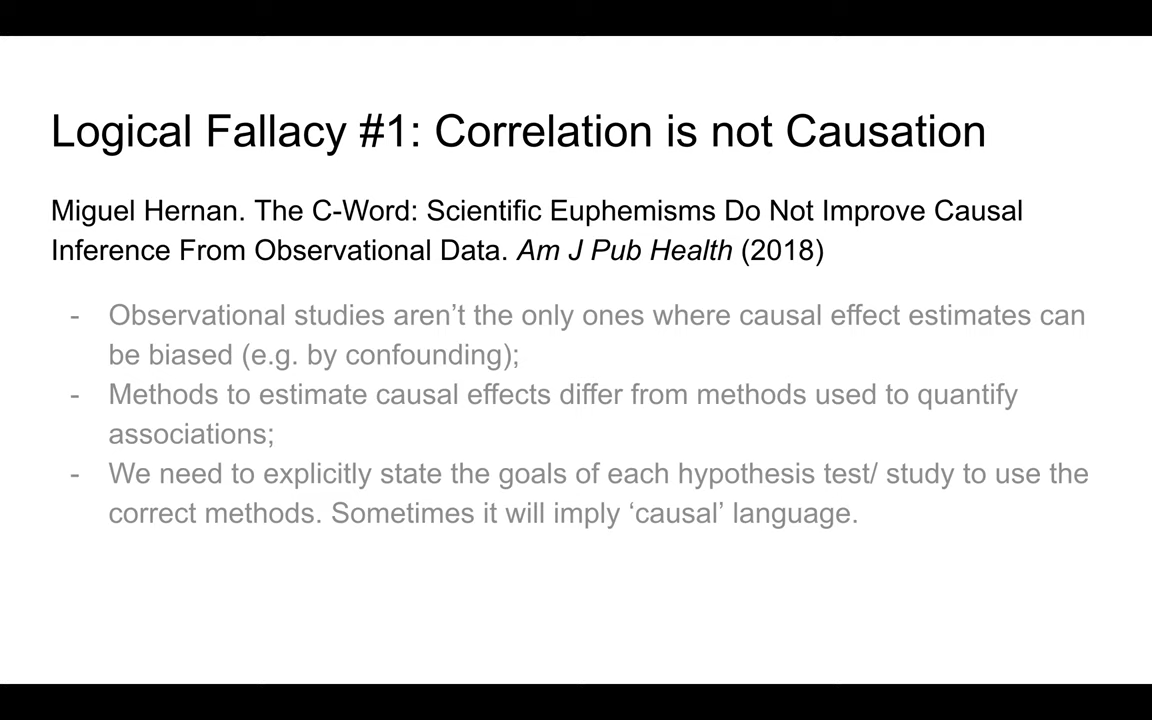 Logical Fallacy #1: Correlation is not Causation
Miguel Hernan. The C-Word: Scientific Euphemisms Do Not Improve Causal
Inference From Observational Data. Am J Pub Health (2018)
- Observational studies aren’t the only ones where causal effect estimates can
be biased (e.g. by confounding);
- Methods to estimate causal effects differ from methods used to quantify
associations;
- We need to explicitly state the goals of each hypothesis test/ study to use the
correct methods. Sometimes it will imply ‘causal’ language.